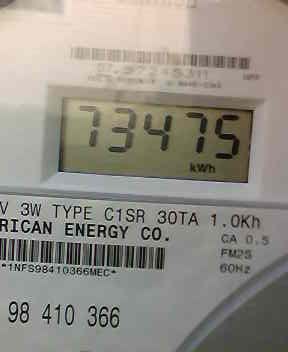 73475
kWh
V 3W TYPE C1SR 30TA 1.0Kh
RICAN ENERGY CO.
CA 0.5
FM2S
60Hz
*1NFS98410366MEC*
98 410 366